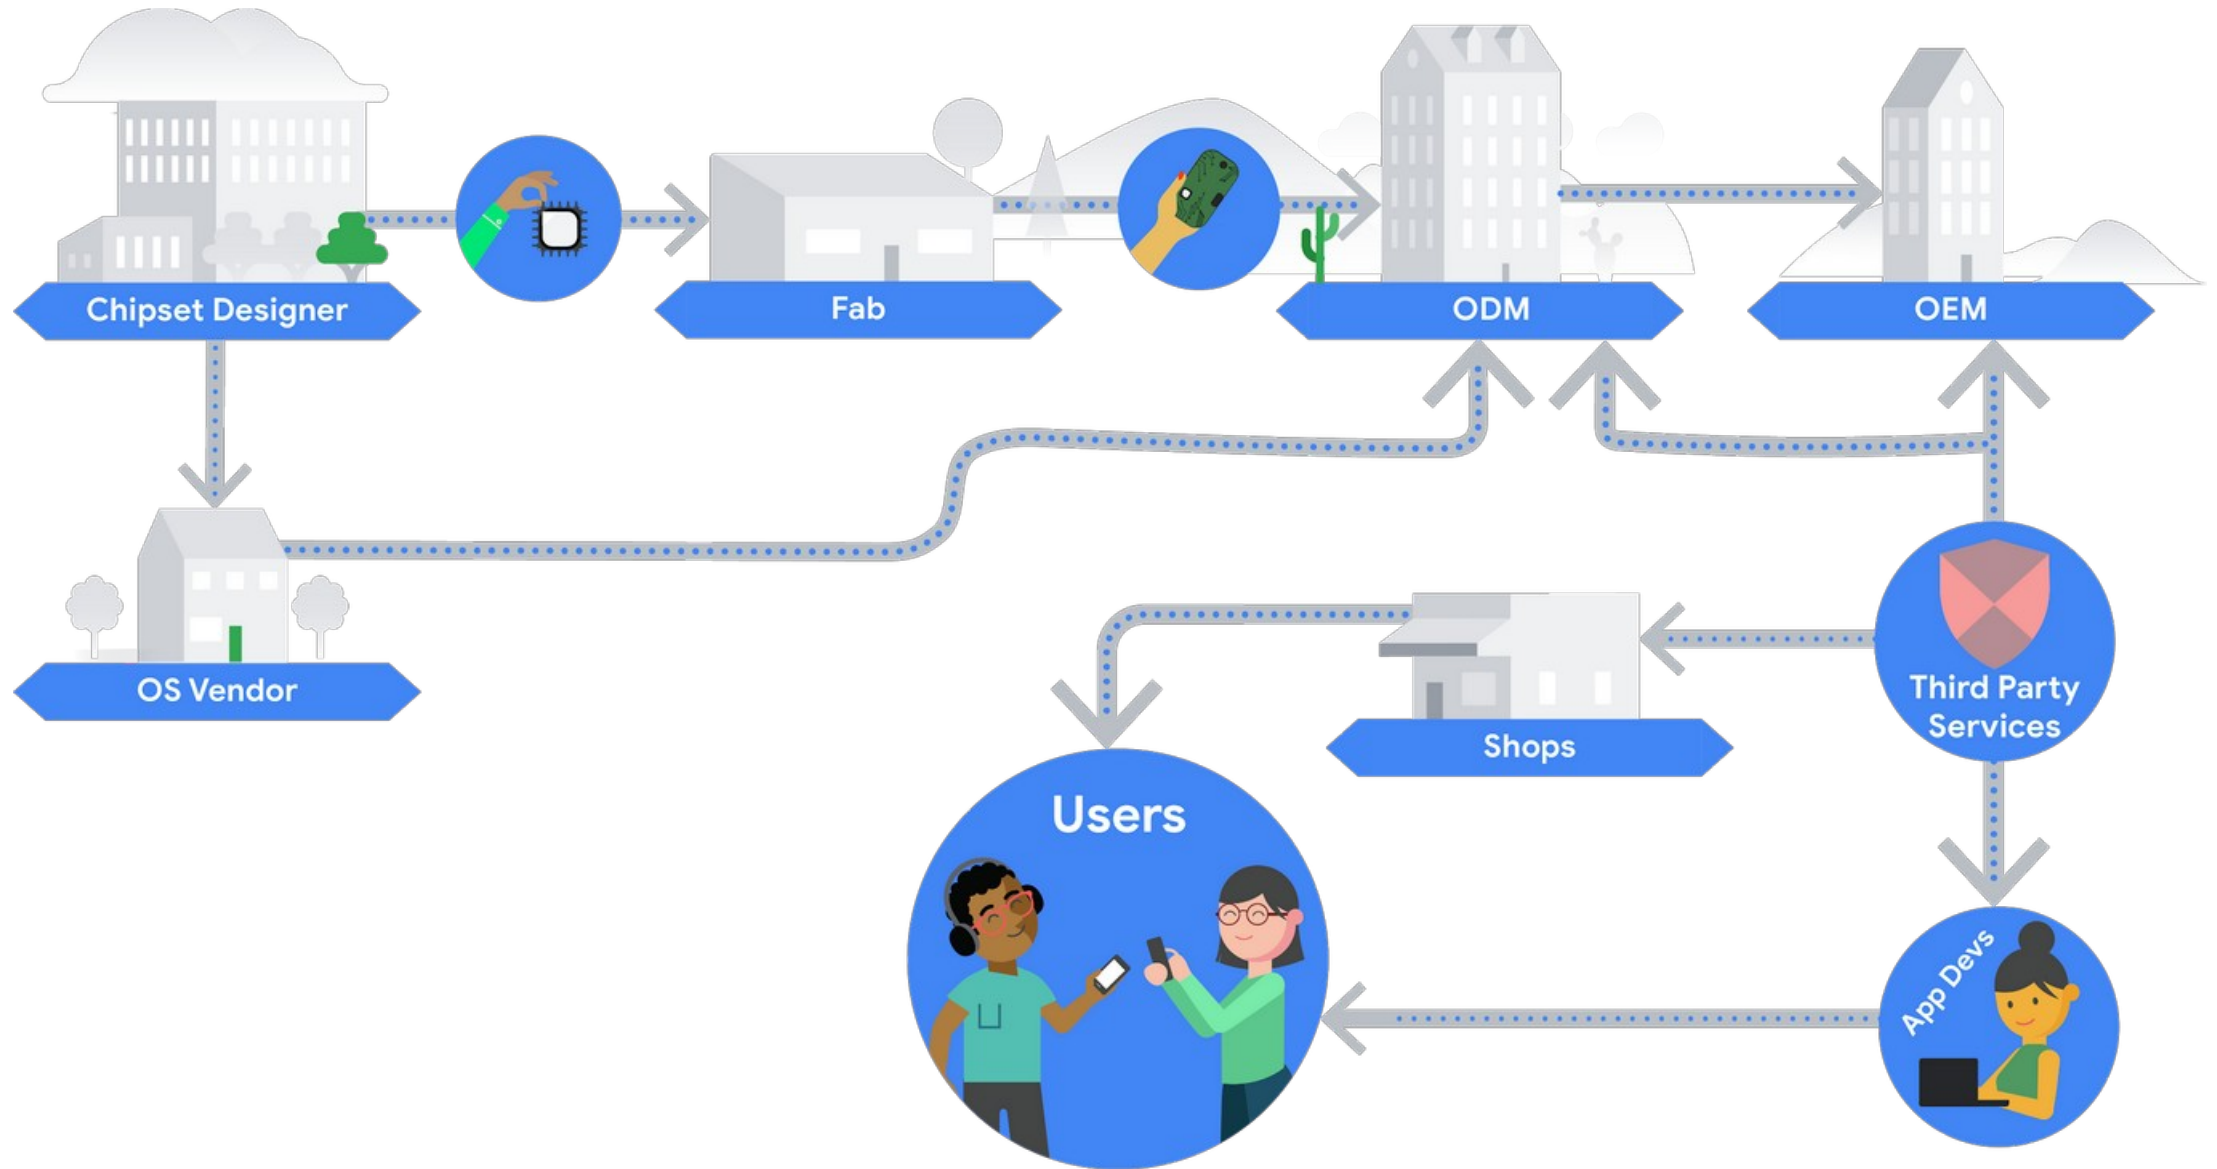 Chipset Designer
Fab
ODM
OEM
OS Vendor
Shops
Third Party
Services
Users
App Devs